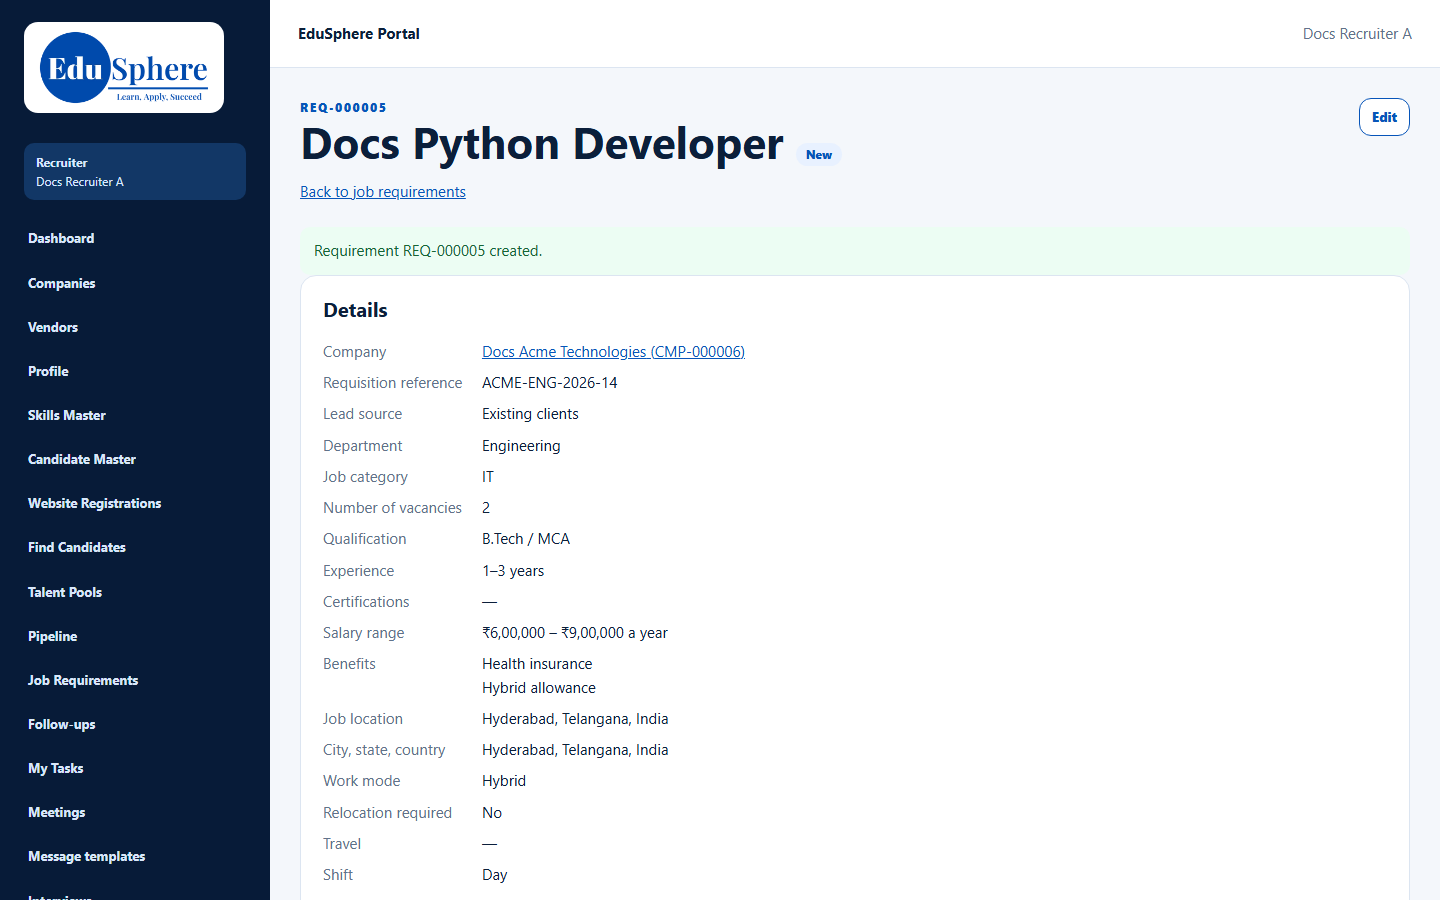 EduSphere
Learn. Apply, Succeed
Recruiter
Docs Recruiter A
Dashboard
Companies
Vendors
Profile
Skills Master
Candidate Master
Website Registrations
Find Candidates
Talent Pools
Pipeline
Job Requirements
Follow-ups
My Tasks
Meetings
Message templates
EduSphere Portal
Docs Recruiter A
REQ-000005
Docs Python Developer New
Edit
Back to job requirements
Requirement REQ-000005 created.
Details
Company Docs Acme Technologies (CMP-000006)
Requisition reference ACME-ENG-2026-14
Lead source Existing clients
Department Engineering
Job category IT
Number of vacancies 2
Qualification B.Tech / MCA
Experience 1–3 years
Certifications —
Salary range ₹6,00,000 – ₹9,00,000 a year
Benefits Health insurance
Hybrid allowance
Job location Hyderabad, Telangana, India
City, state, country Hyderabad, Telangana, India
Work mode Hybrid
Relocation required No
Travel —
Shift Day